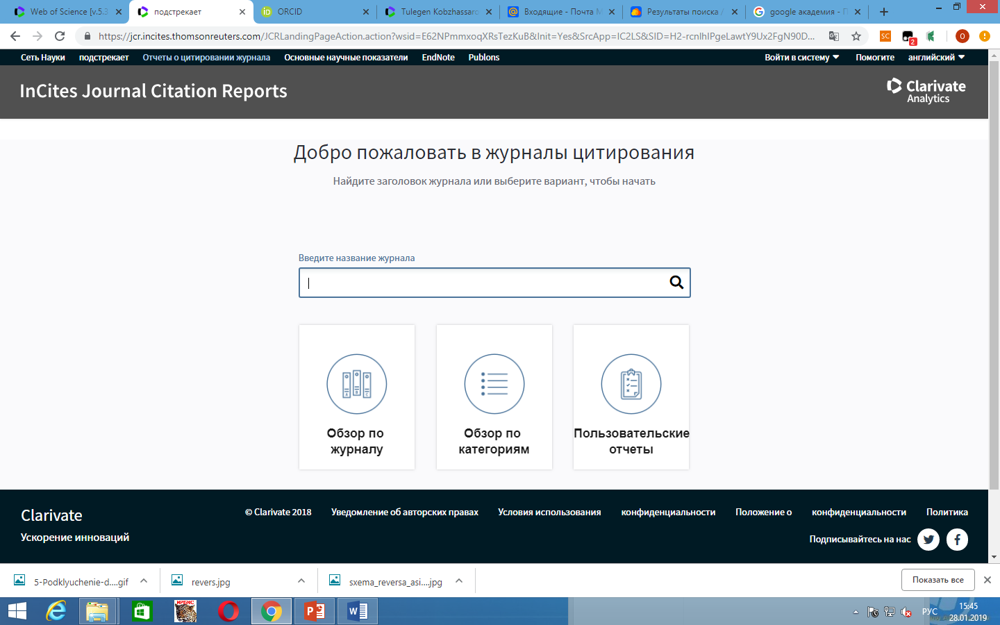 Web of Science [v.5.3
подстрекает
ORCID
Tulegen Kobzhassaro
Входящие - Почта M
Результаты поиска /
google академия - П
https://jcr.incites.thomsonreuters.com/JCRLandingPageAction.action?wsid=E62NPmmxoqXRsTezKuB&Init=Yes&SrcApp=IC2LS&SID=H2-rcnIhIPgeLawtY9Ux2FgN90D...
SC
2
O
Сеть Науки подстрекает Отчеты о цитировании журнала Основные научные показатели EndNote Publons Войти в систему Помогите английский
InCites Journal Citation Reports
Clarivate
Analytics
Добро пожаловать в журналы цитирования
Найдите заголовок журнала или выберите вариант, чтобы начать
Введите название журнала
Обзор по
журналу
Обзор по
категориям
Пользовательские
отчеты
Clarivate
Ускорение инноваций
© Clarivate 2018 Уведомление об авторских правах Условия использования конфиденциальности Положение о конфиденциальности Политика
Подписывайтесь на нас
5-Podklyuchenie-d....gif
revers.jpg
sxema_reversa_asi....jpg
Показать все
ИРБИС
РУС
15:45
28.01.2019